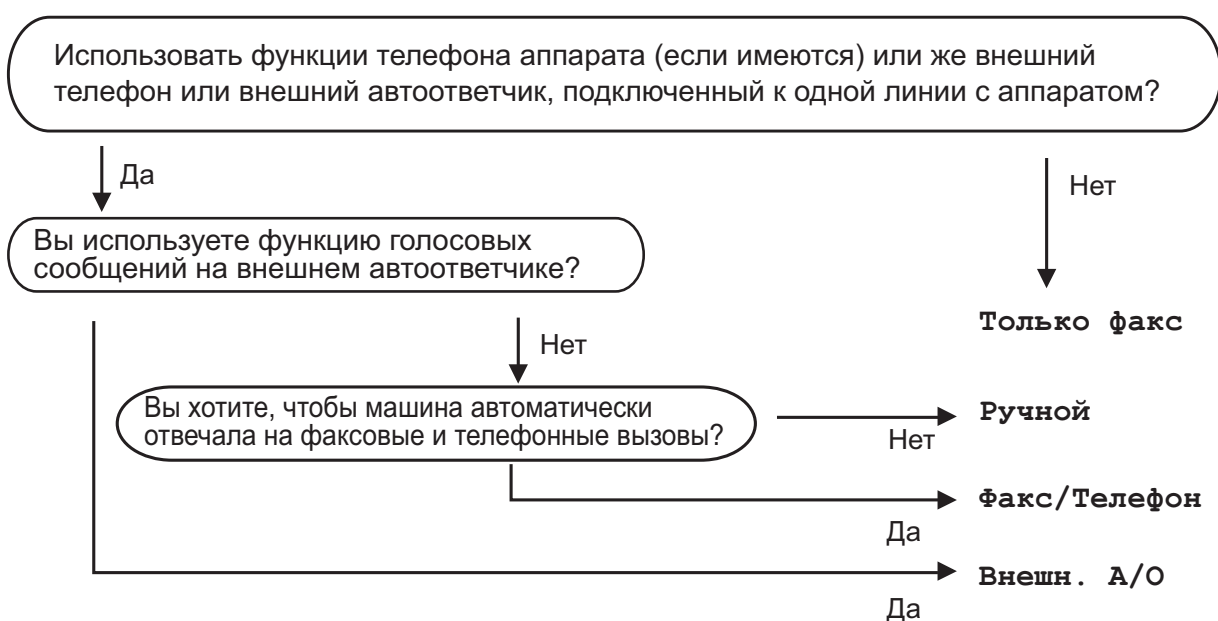 Использовать функции телефона аппарата (если имеются) или же внешний
телефон или внешний автоответчик, подключенный к одной линии с аппаратом?
Да
Нет
Вы используете функцию голосовых
сообщений на внешнем автоответчике?
Только факс
Нет
Вы хотите, чтобы машина автоматически
отвечала на факсовые и телефонные вызовы?
Ручной
Нет
Факс/Телефон
Да
Внешн. А/О
Да